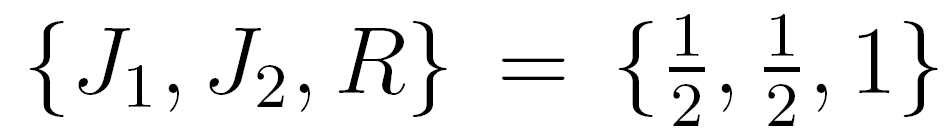 {J₁, J₂, R} = {½, ½, 1}